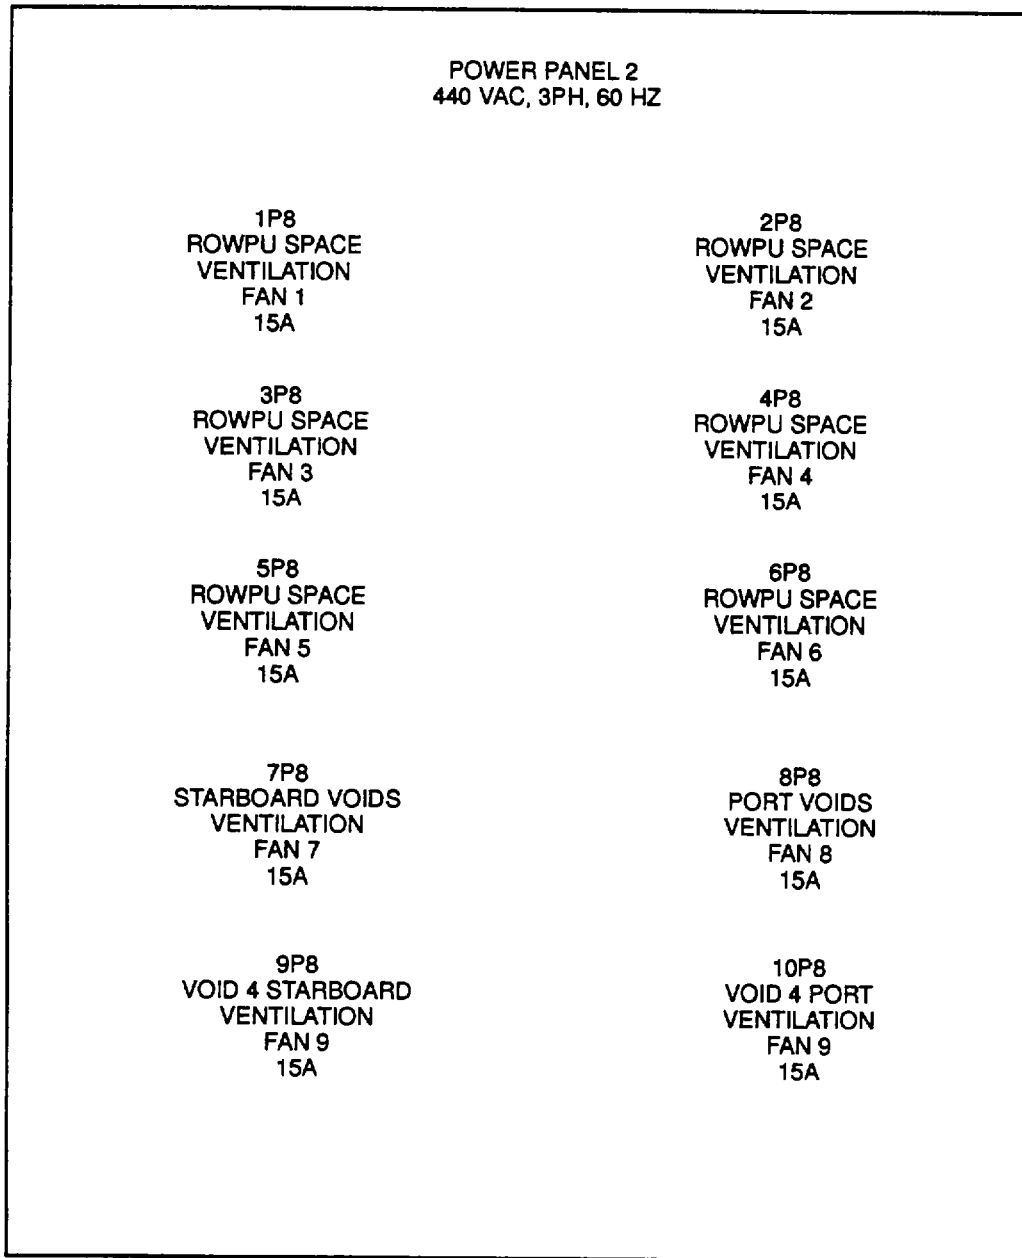 POWER PANEL 2
440 VAC, 3PH, 60 HZ
1P8
ROWPU SPACE
VENTILATION
FAN 1
15A
2P8
ROWPU SPACE
VENTILATION
FAN 2
15A
3P8
ROWPU SPACE
VENTILATION
FAN 3
15A
4P8
ROWPU SPACE
VENTILATION
FAN 4
15A
5P8
ROWPU SPACE
VENTILATION
FAN 5
15A
6P8
ROWPU SPACE
VENTILATION
FAN 6
15A
7P8
STARBOARD VOIDS
VENTILATION
FAN 7
15A
8P8
PORT VOIDS
VENTILATION
FAN 8
15A
9P8
VOID 4 STARBOARD
VENTILATION
FAN 9
15A
10P8
VOID 4 PORT
VENTILATION
FAN 9
15A